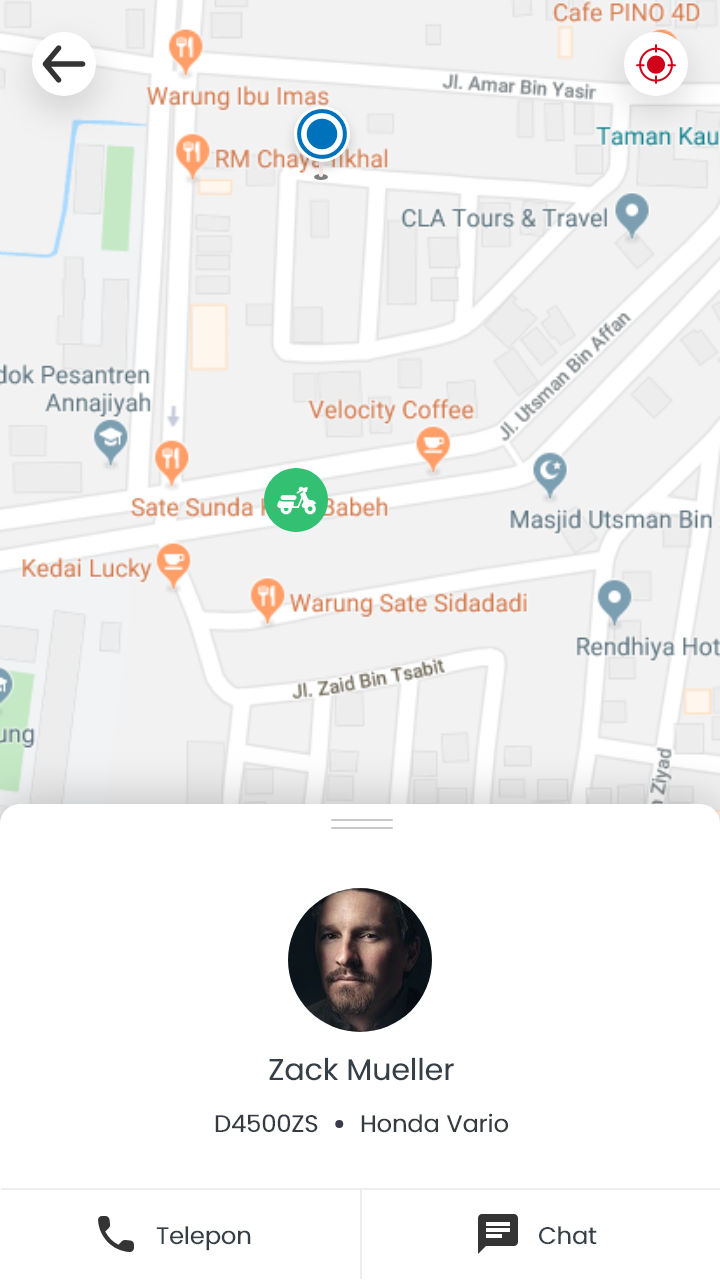 Cafe PINO 4D
Jl. Amar Bin Yasir
Warung Ibu Imas
Taman Kau
RM Chaya
khal
CLA Tours & Travel
Jl. Utsman Bin Affan
dok Pesantren
Annajiyah
Velocity Coffee
Sate Sunda
Babeh
Masjid Utsman Bin
Kedai Lucky
Warung Sate Sidadadi
Rendhiya Hot
Jl. Zaid Bin Tsabit
ung
Ziyad
Zack Mueller
D4500ZS • Honda Vario
Telepon
Chat